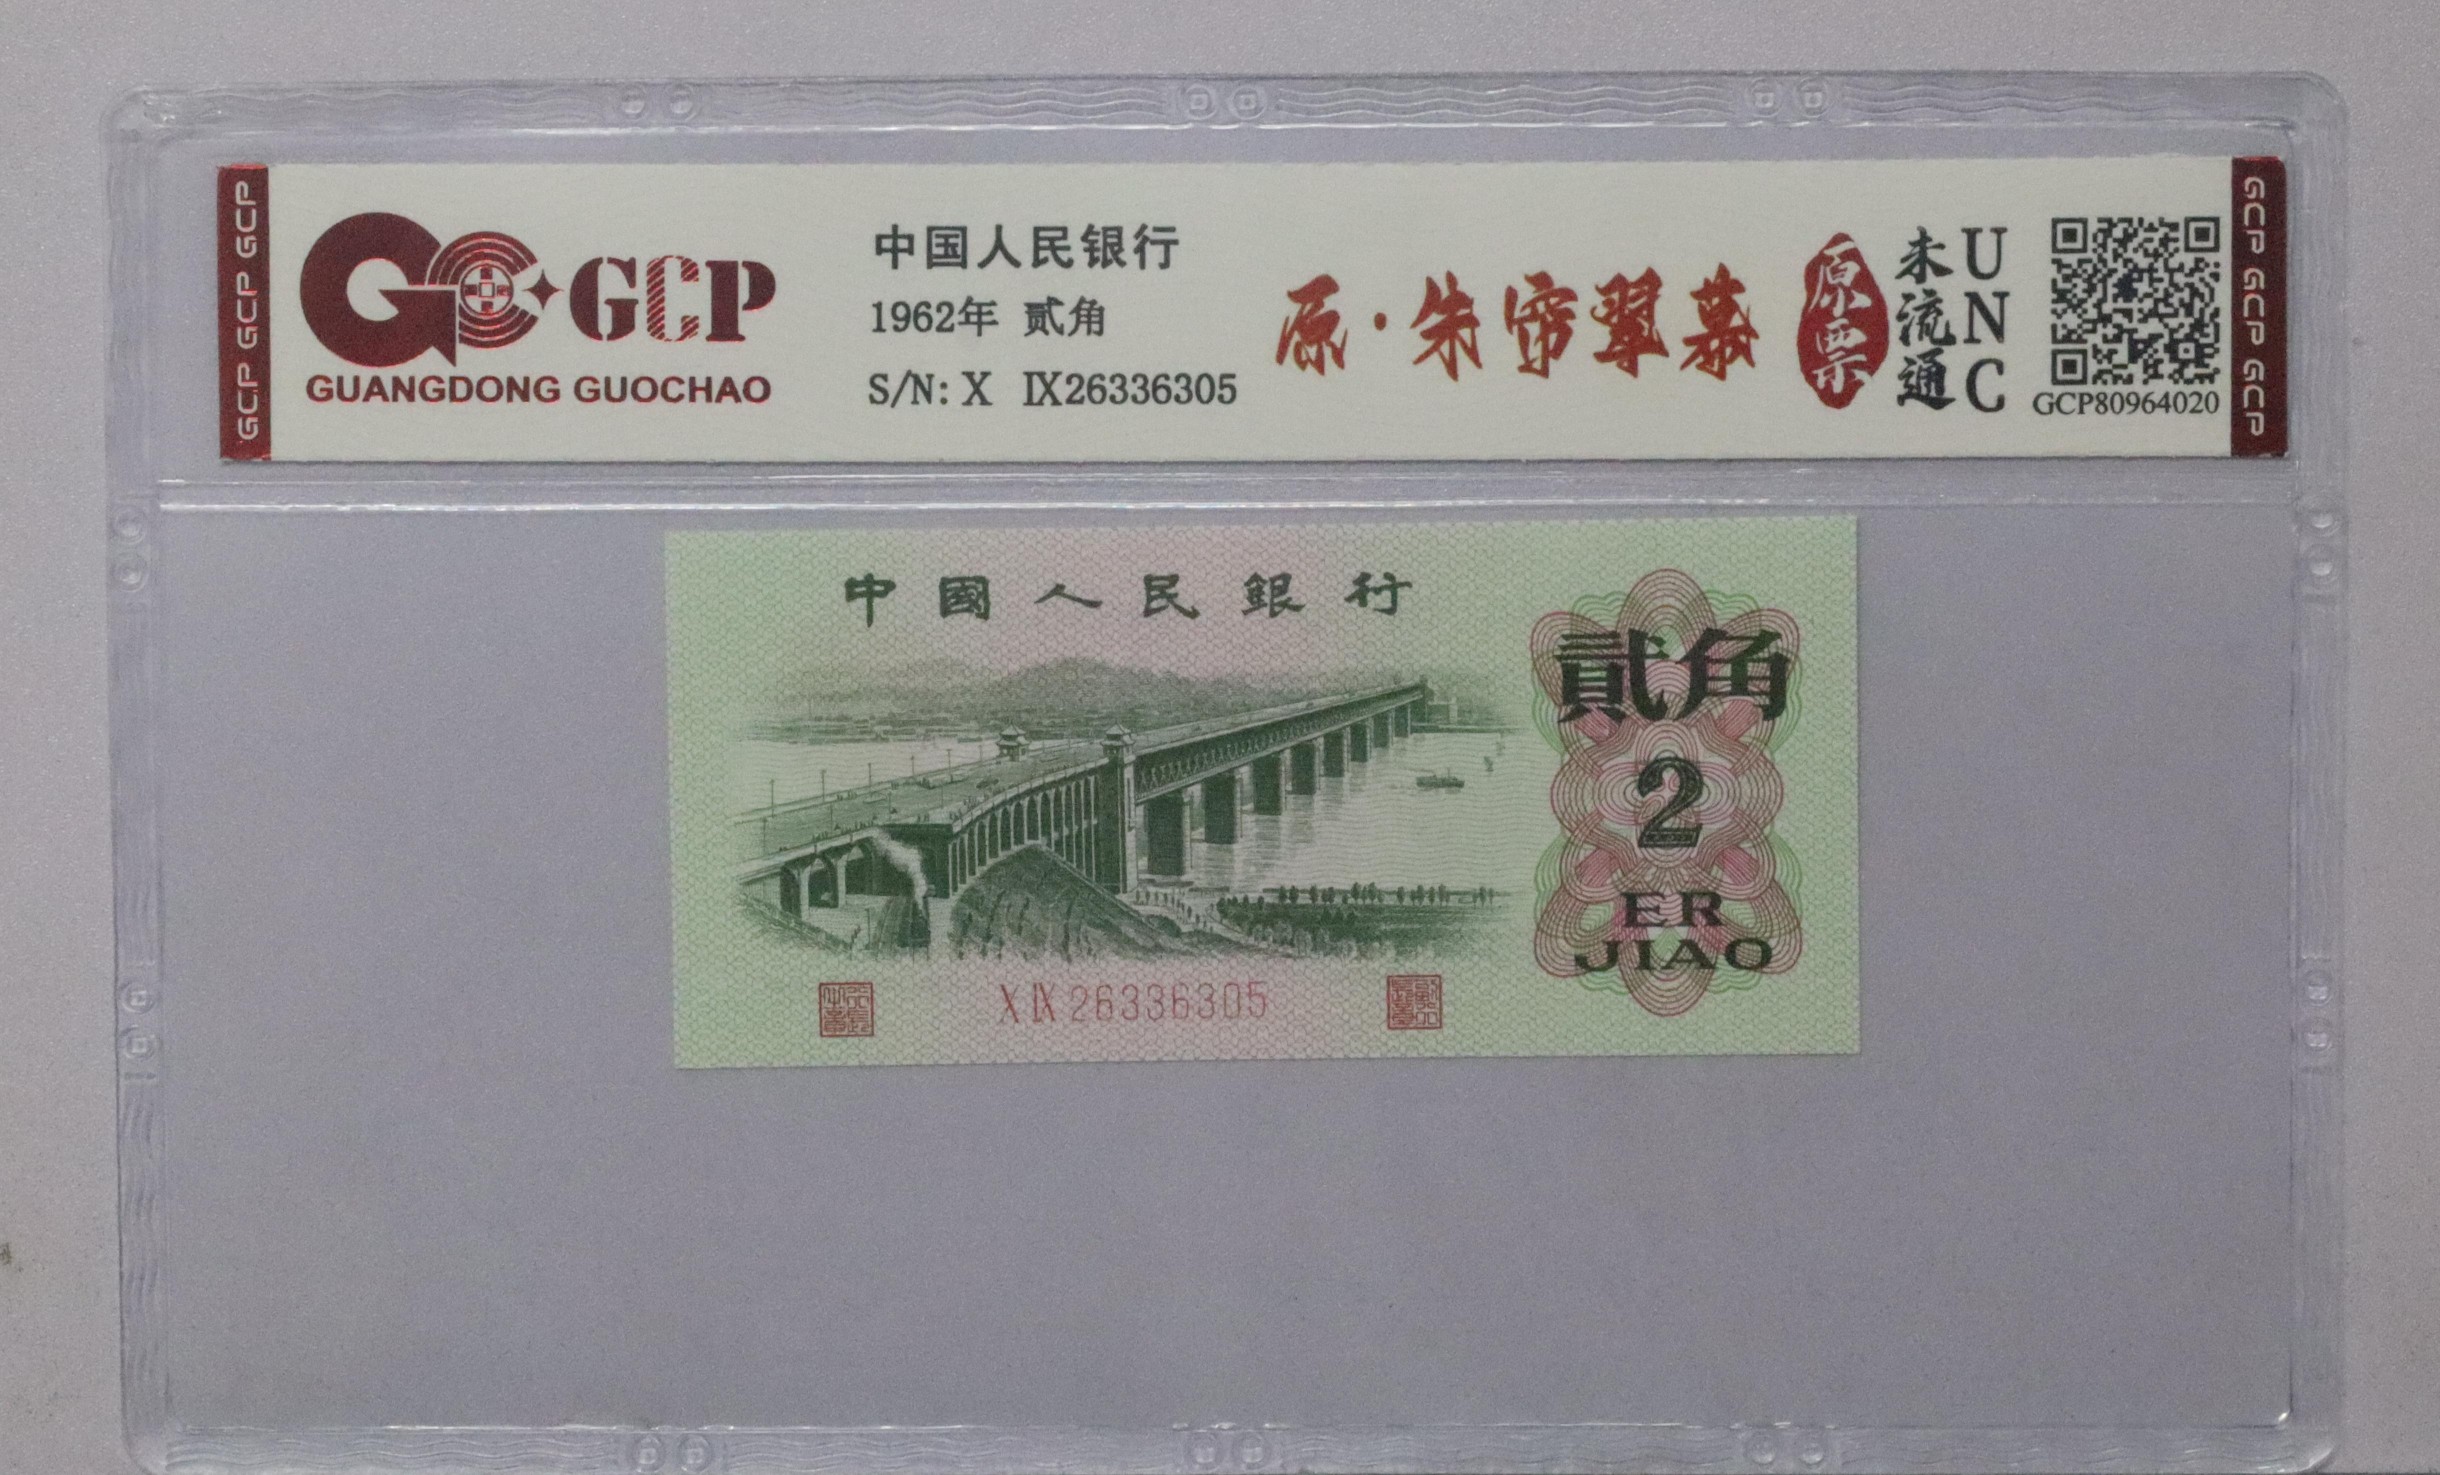 GCP GCP GCP
GCP
GUANGDONG GUOCHAO
中国人民银行
1962年 贰角
S/N: X Ⅸ26336305
原·朱帘翠幕
原票
未流通
UNC
GCP80964020
GCP GCP GCP
中國人民銀行
貳角
2
ER
JIAO
X Ⅸ 26336305